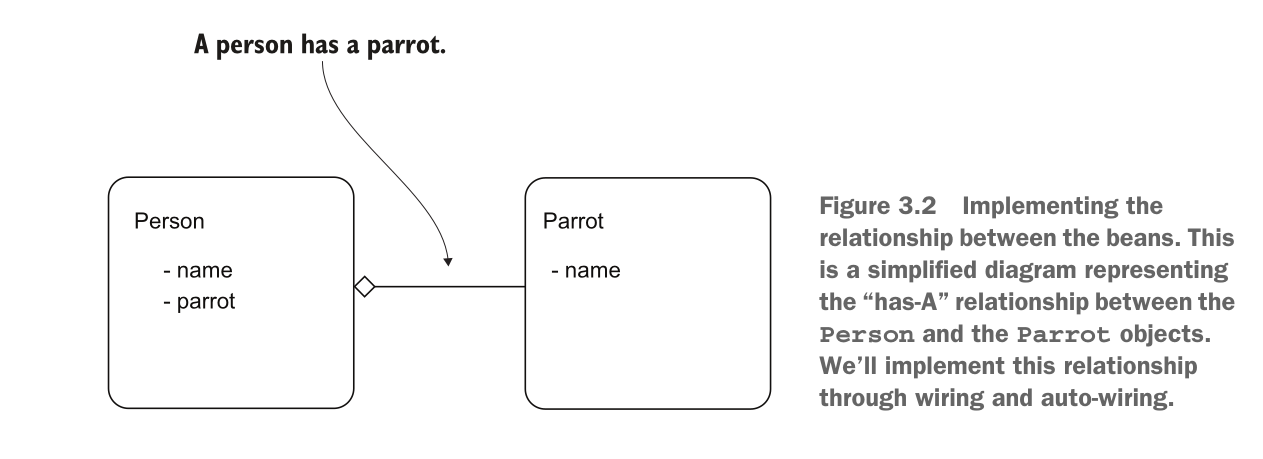 A person has a parrot.
Person
- name
- parrot
Parrot
- name
Figure 3.2 Implementing the
relationship between the beans. This
is a simplified diagram representing
the “has-A” relationship between the
Person and the Parrot objects.
We’ll implement this relationship
through wiring and auto-wiring.